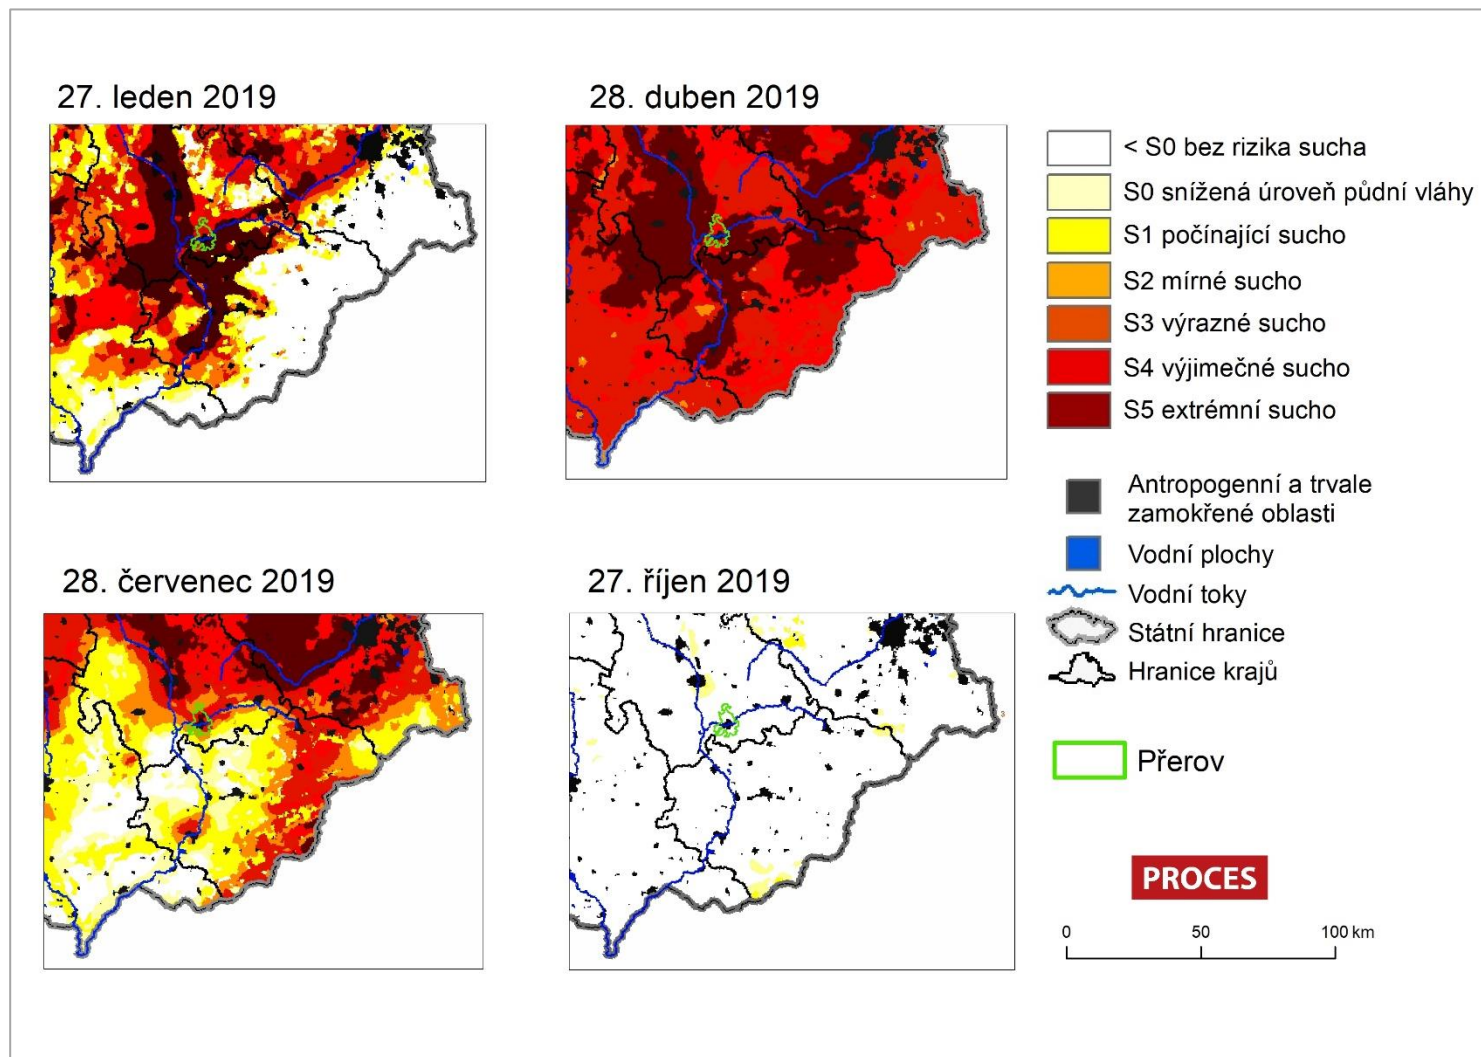 27. leden 2019
28. duben 2019
< S0 bez rizika sucha
S0 snížená úroveň půdní vláhy
S1 počínající sucho
S2 mírné sucho
S3 výrazné sucho
S4 výjimečné sucho
S5 extrémní sucho
Antropogenní a trvale
zamokřené oblasti
Vodní plochy
Vodní toky
Státní hranice
Hranice krajů
Přerov
28. červenec 2019
27. říjen 2019
3
PROCES
0 50 100 km